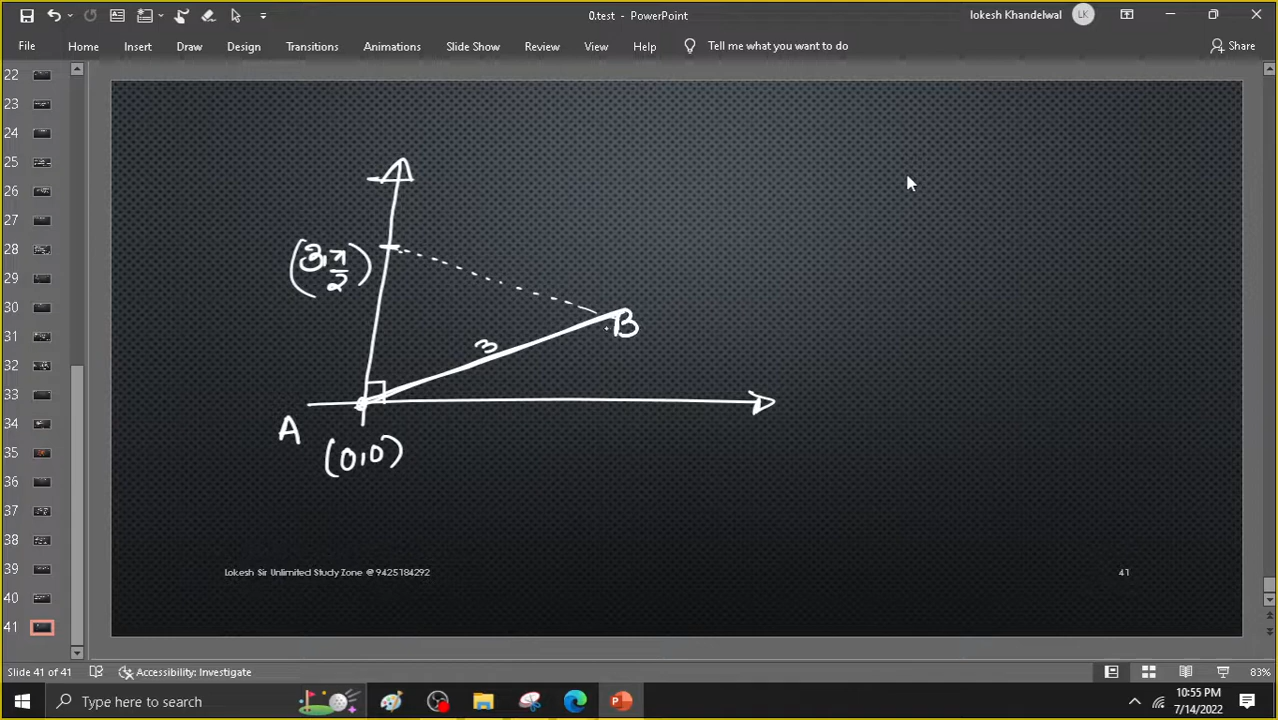 0.test - PowerPoint
lokesh Khandelwal LK
File Home Insert Draw Design Transitions Animations Slide Show Review View Help Tell me what you want to do Share
22
23
24
25
26
27
28
29
30
31
32
33
34
35
36
37
38
39
40
41
(3, π/2)
B
3
A
(0,0)
Lokesh Sir Unlimited Study Zone @ 9425184292
41
Slide 41 of 41 Accessibility: Investigate 83%
Type here to search
10:55 PM
7/14/2022